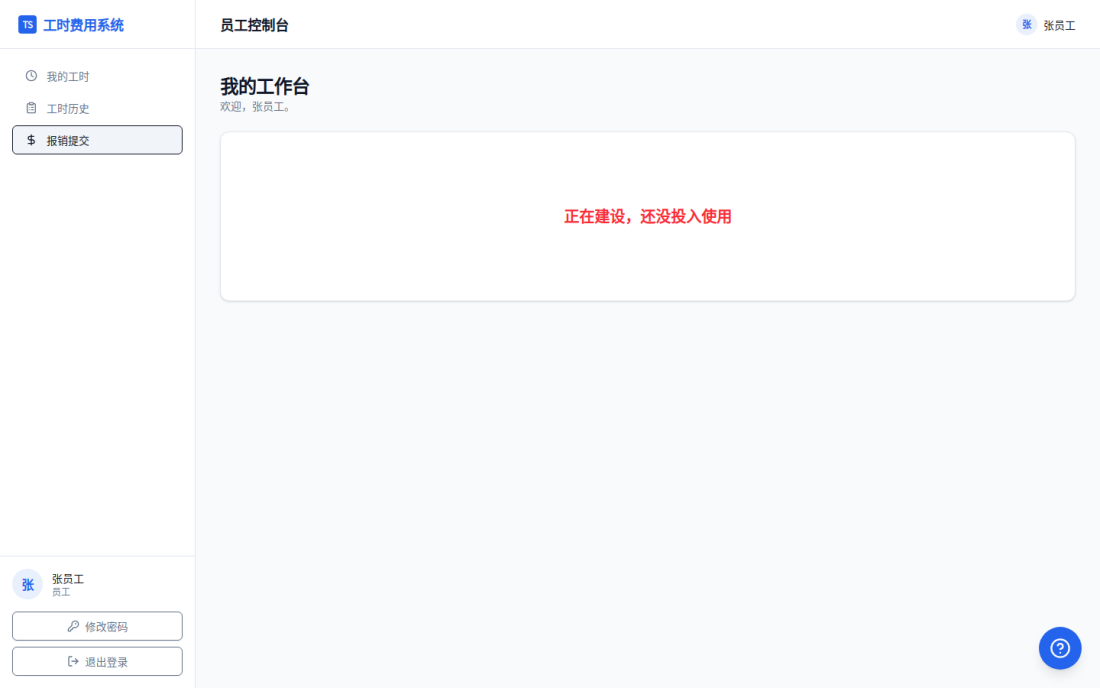 TS 工时费用系统
员工控制台
张 张员工
我的工时
工时历史
报销提交
我的工作台
欢迎，张员工。
正在建设，还没投入使用
张 张员工
员工
修改密码
退出登录